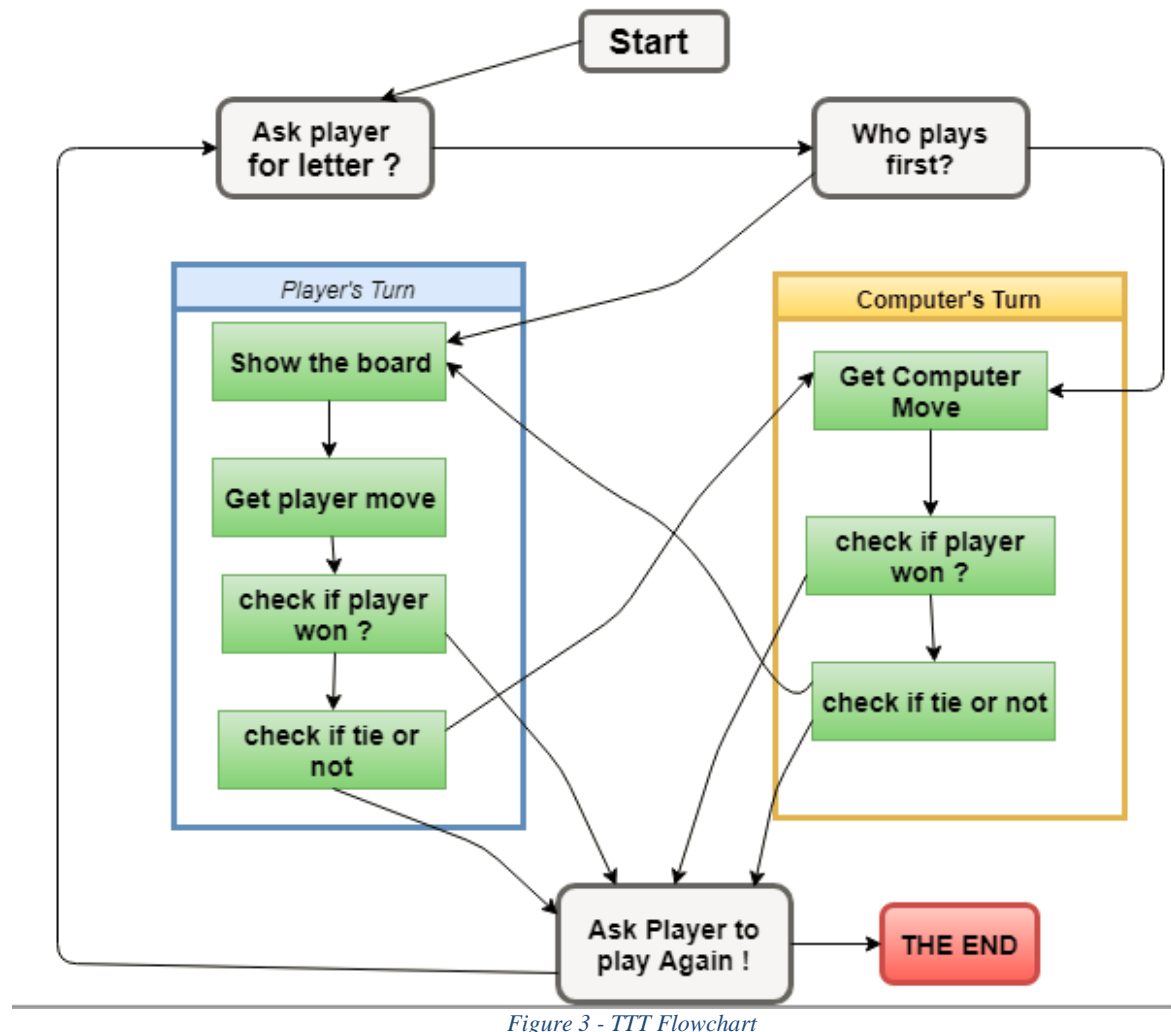 Start
Ask player
for letter ?
Who plays
first?
Player's Turn
Show the board
Get player move
check if player
won ?
check if tie or
not
Computer's Turn
Get Computer
Move
check if player
won ?
check if tie or not
Ask Player to
play Again !
THE END
Figure 3 - TTT Flowchart